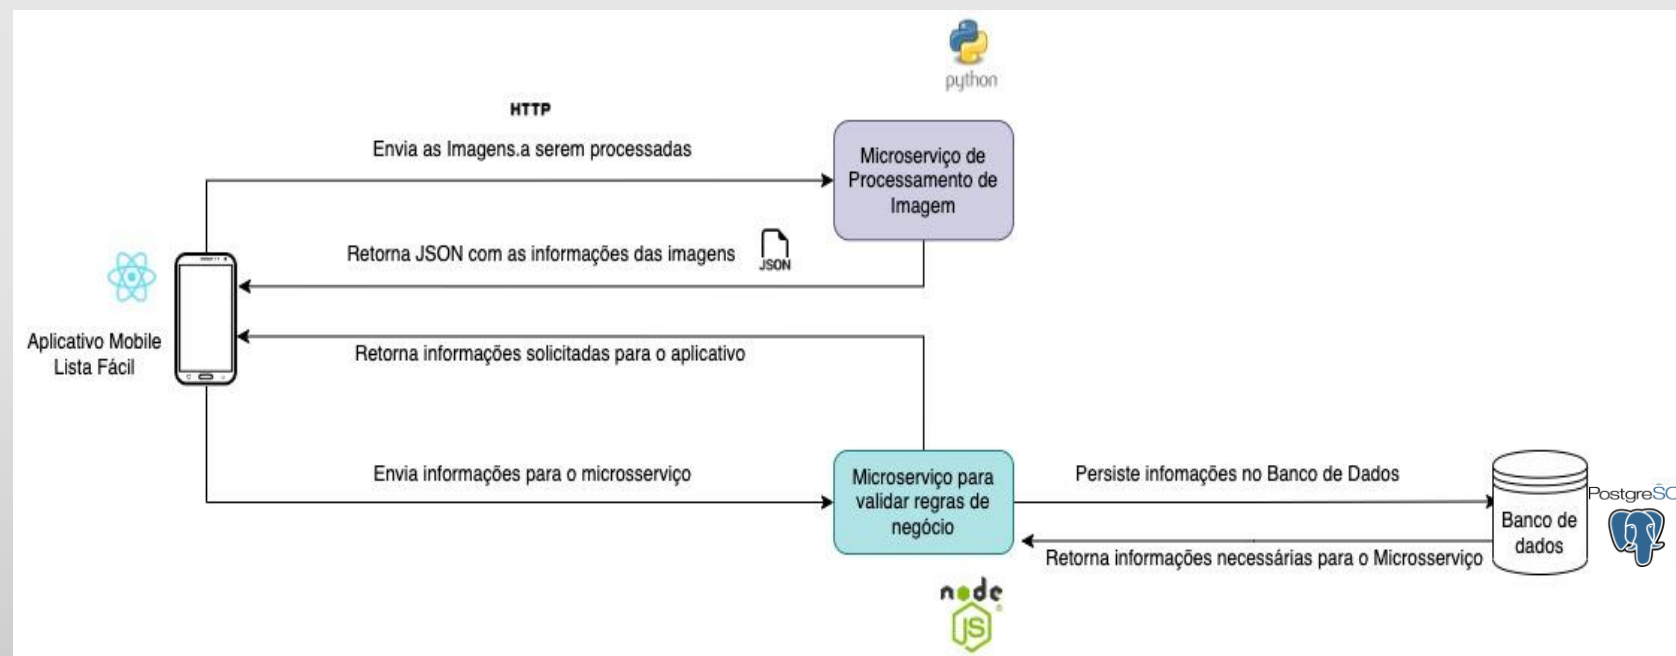 python
HTTP
Envia as Imagens.a serem processadas
Microserviço de
Processamento de
Imagem
Retorna JSON com as informações das imagens
JSON
Aplicativo Mobile
Lista Fácil
Retorna informações solicitadas para o aplicativo
Envia informações para o microsserviço
Microserviço para
validar regras de
negócio
Persiste infomações no Banco de Dados
Banco de
dados
PostgreSQ
Retorna informações necessárias para o Microsserviço
node
JS